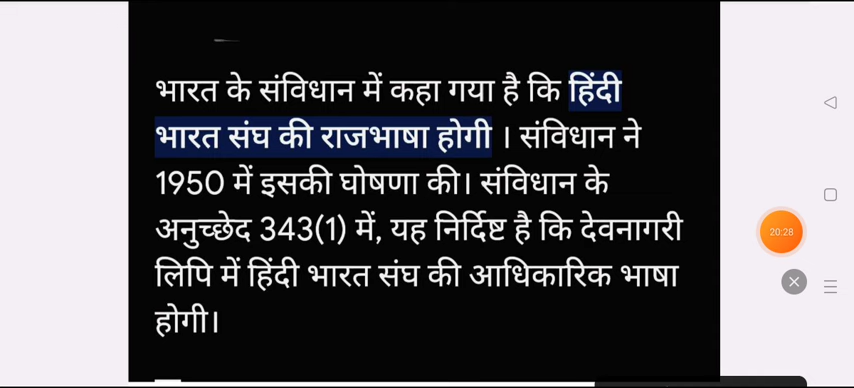 भारत के संविधान में कहा गया है कि हिंदी
भारत संघ की राजभाषा होगी । संविधान ने
1950 में इसकी घोषणा की। संविधान के
अनुच्छेद 343(1) में, यह निर्दिष्ट है कि देवनागरी
लिपि में हिंदी भारत संघ की आधिकारिक भाषा
होगी।
20:28